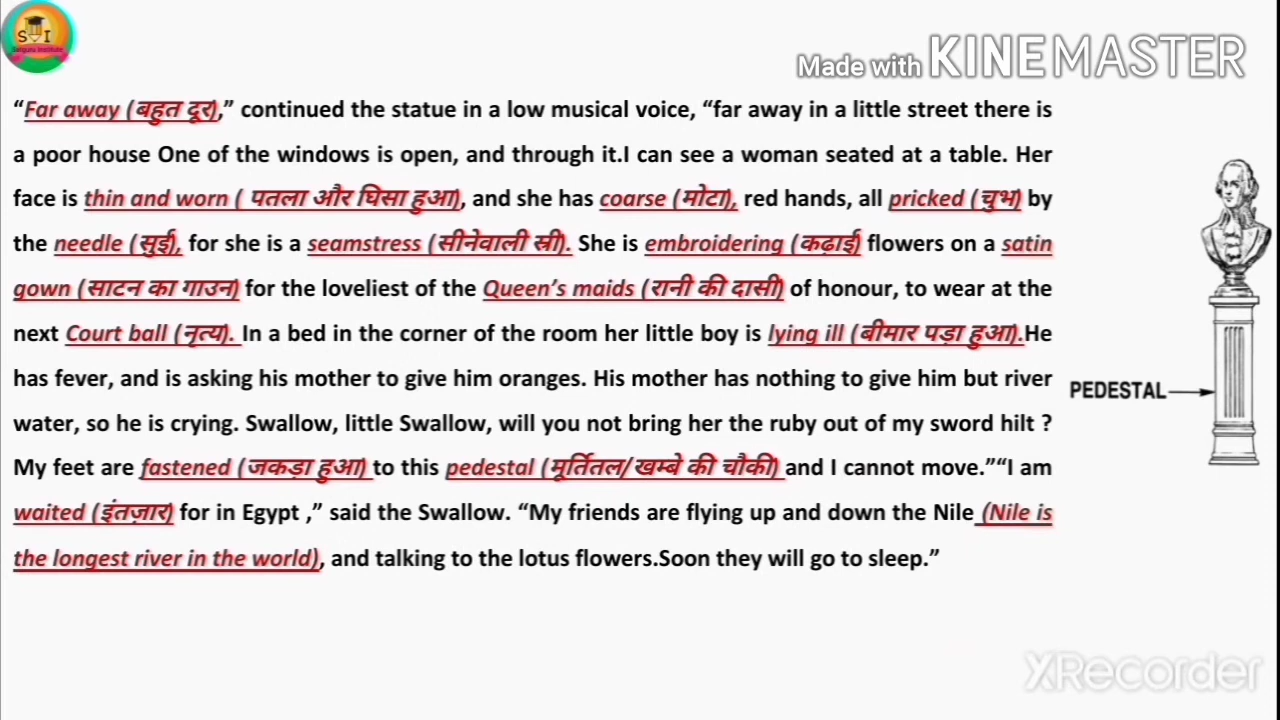 S I
Made with KINEMASTER
“Far away (बहुत दूर),” continued the statue in a low musical voice, “far away in a little street there is
a poor house One of the windows is open, and through it.I can see a woman seated at a table. Her
face is thin and worn ( पतला और घिसा हुआ), and she has coarse (मोटा), red hands, all pricked (चुभ) by
the needle (सुई), for she is a seamstress (सीनेवाली स्री). She is embroidering (कढ़ाई) flowers on a satin
gown (साटन का गाउन) for the loveliest of the Queen’s maids (रानी की दासी) of honour, to wear at the
next Court ball (नृत्य). In a bed in the corner of the room her little boy is lying ill (बीमार पड़ा हुआ).He
has fever, and is asking his mother to give him oranges. His mother has nothing to give him but river
water, so he is crying. Swallow, little Swallow, will you not bring her the ruby out of my sword hilt ?
My feet are fastened (जकड़ा हुआ) to this pedestal (मूर्तितल/खम्बे की चौकी) and I cannot move.”“I am
waited (इंतज़ार) for in Egypt ,” said the Swallow. “My friends are flying up and down the Nile (Nile is
the longest river in the world), and talking to the lotus flowers.Soon they will go to sleep.”
PEDESTAL
XRecorder